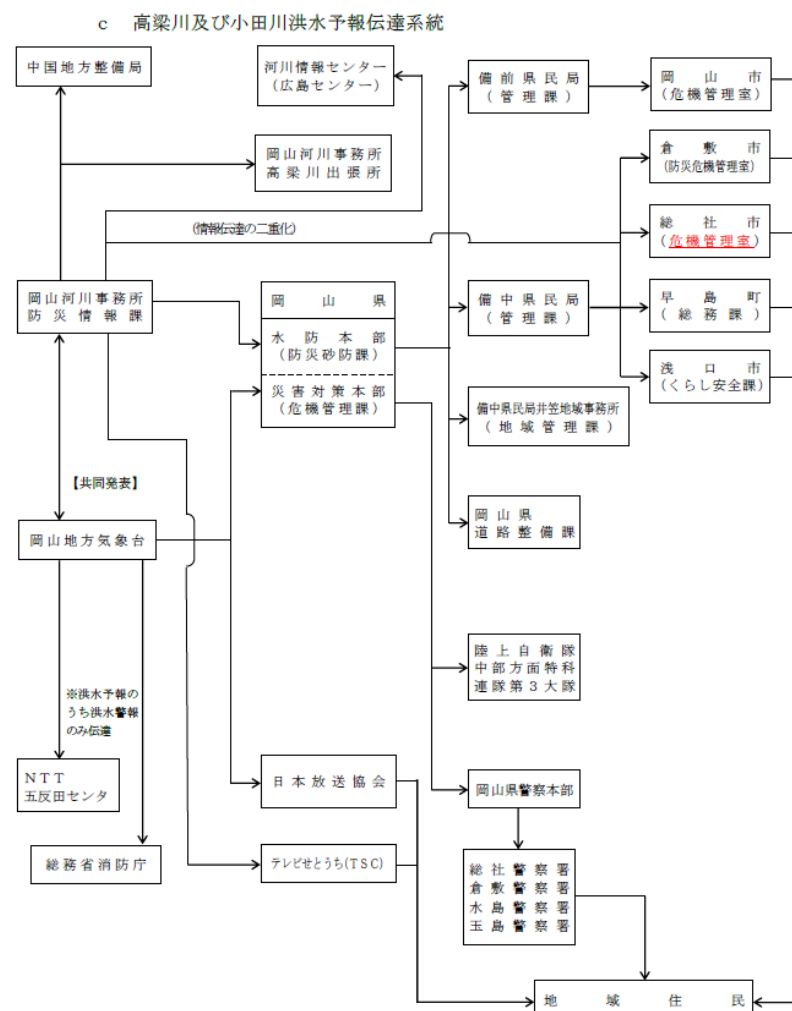 c 高梁川及び小田川洪水予報伝達系統
中国地方整備局
河川情報センター
(広島センター)
備前県民局
(管理課)
岡山市
(危機管理室)
岡山河川事務所
高梁川出張所
倉敷市
(防災危機管理室)
(情報伝達の二重化)
総社市
(危機管理室)
岡山河川事務所
防災情報課
岡山県
水防本部
(防災砂防課)
災害対策本部
(危機管理課)
備中県民局
(管理課)
早島町
(総務課)
浅口市
(くらし安全課)
備中県民局井笠地域事務所
(地域管理課)
【共同発表】
岡山地方気象台
岡山県
道路整備課
陸上自衛隊
中部方面特科
連隊第3大隊
※洪水予報の
うち洪水警報
のみ伝達
NTT
五反田センタ
日本放送協会
岡山県警察本部
総務省消防庁
テレビせとうち(TSC)
総社警察署
倉敷警察署
水島警察署
玉島警察署
地域住民